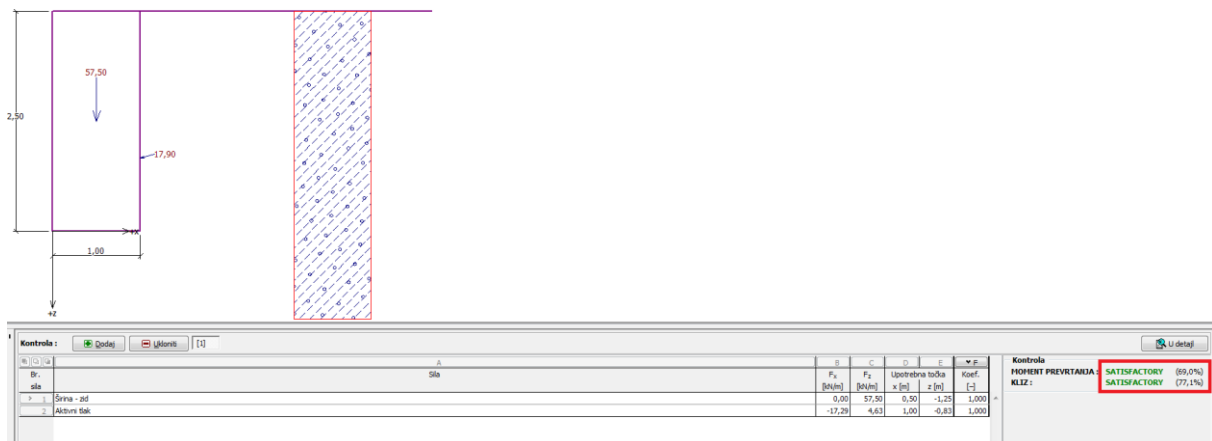 57,50
2,50
17,90
+x
1,00
+z
Kontrola : Dodaj Ukloniti [1] U detajl
A B C D E F
Br. Sila Fx Fz Upotrebna točka Koef.
sila [kN/m] [kN/m] x [m] z [m] [–]
1 Širina - zid 0,00 57,50 0,50 -1,25 1,000
2 Aktivni tlak -17,29 4,63 1,00 -0,83 1,000
Kontrola
MOMENT PREVRTANJA : SATISFACTORY (69,0%)
KLIZ : SATISFACTORY (77,1%)